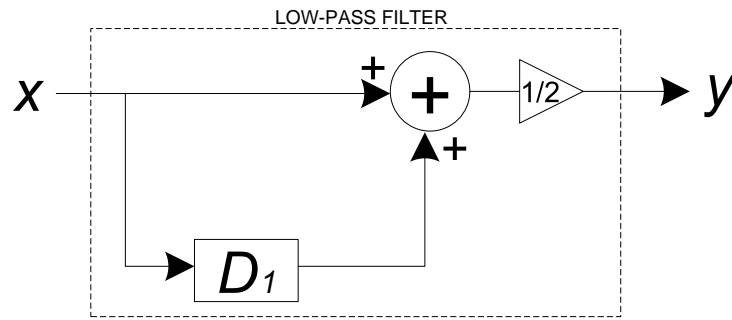 LOW-PASS FILTER
x
+
+
1/2
y
+
D1